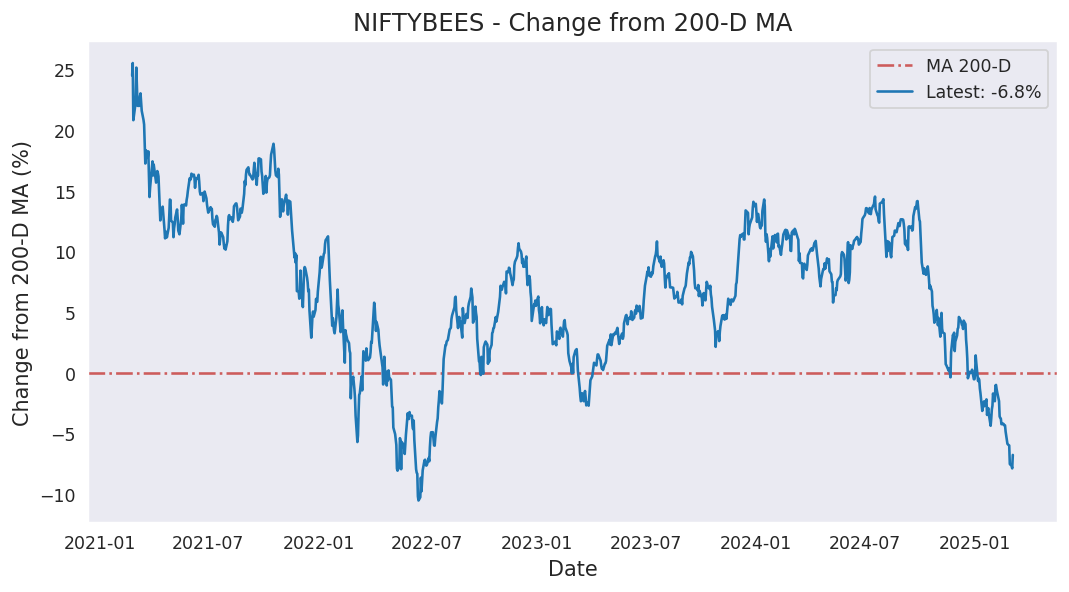 NIFTYBEES - Change from 200-D MA
MA 200-D
Latest: -6.8%
Change from 200-D MA (%)
25
20
15
10
5
0
−5
−10
2021-01 2021-07 2022-01 2022-07 2023-01 2023-07 2024-01 2024-07 2025-01
Date